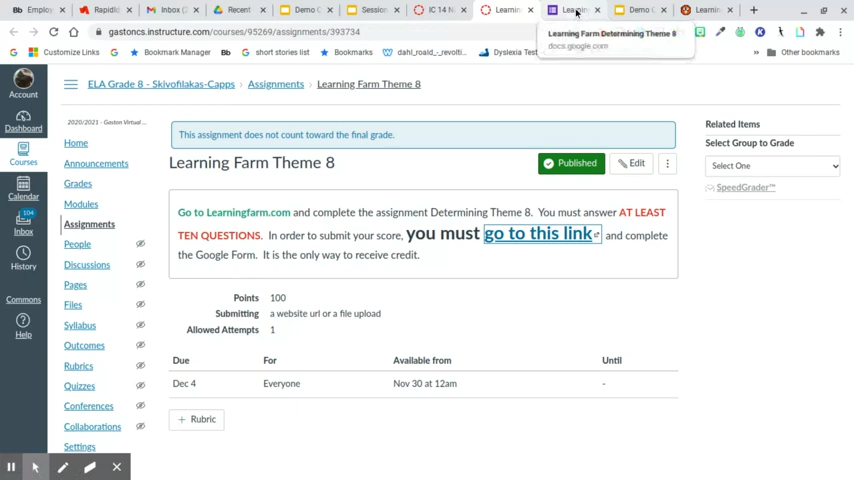 Bb Employ
Rapidlo
Inbox (2
Recent
Demo C
Session
IC 14 N
Learnin
Learnin
Demo C
Learnin
gastoncs.instructure.com/courses/95269/assignments/393734
Learning Farm Determining Theme 8
docs.google.com
Customize Links
Bookmark Manager
Bb
short stories list
Bookmarks
dahl_roald_-_revolti...
Dyslexia Test
»
Other bookmarks
Account
Dashboard
Courses
Calendar
104
Inbox
History
Commons
Help
ELA Grade 8 - Skivofilakas-Capps > Assignments > Learning Farm Theme 8
2020/2021 - Gaston Virtual ...
Home
Announcements
Grades
Modules
Assignments
People
Discussions
Pages
Files
Syllabus
Outcomes
Rubrics
Quizzes
Conferences
Collaborations
Settings
This assignment does not count toward the final grade.
Learning Farm Theme 8
Published
Edit
Go to Learningfarm.com and complete the assignment Determining Theme 8. You must answer AT LEAST
TEN QUESTIONS. In order to submit your score, you must go to this link and complete
the Google Form. It is the only way to receive credit.
Points 100
Submitting a website url or a file upload
Allowed Attempts 1
Due For Available from Until
Dec 4 Everyone Nov 30 at 12am -
+ Rubric
Related Items
Select Group to Grade
Select One
SpeedGrader™